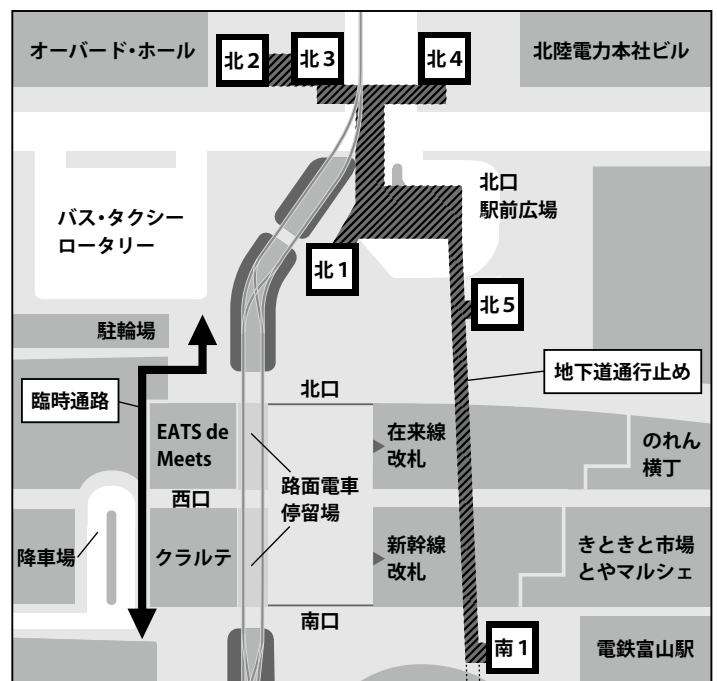 オーバード・ホール
北2
北3
北4
北陸電力本社ビル
バス・タクシー
ロータリー
北口
駅前広場
北1
北5
駐輪場
地下道通行止め
臨時通路
北口
EATS de
Meets
在来線
改札
のれん
横丁
西口
路面電車
停留場
降車場
クラルテ
新幹線
改札
きときと市場
とやマルシェ
南口
南1
電鉄富山駅